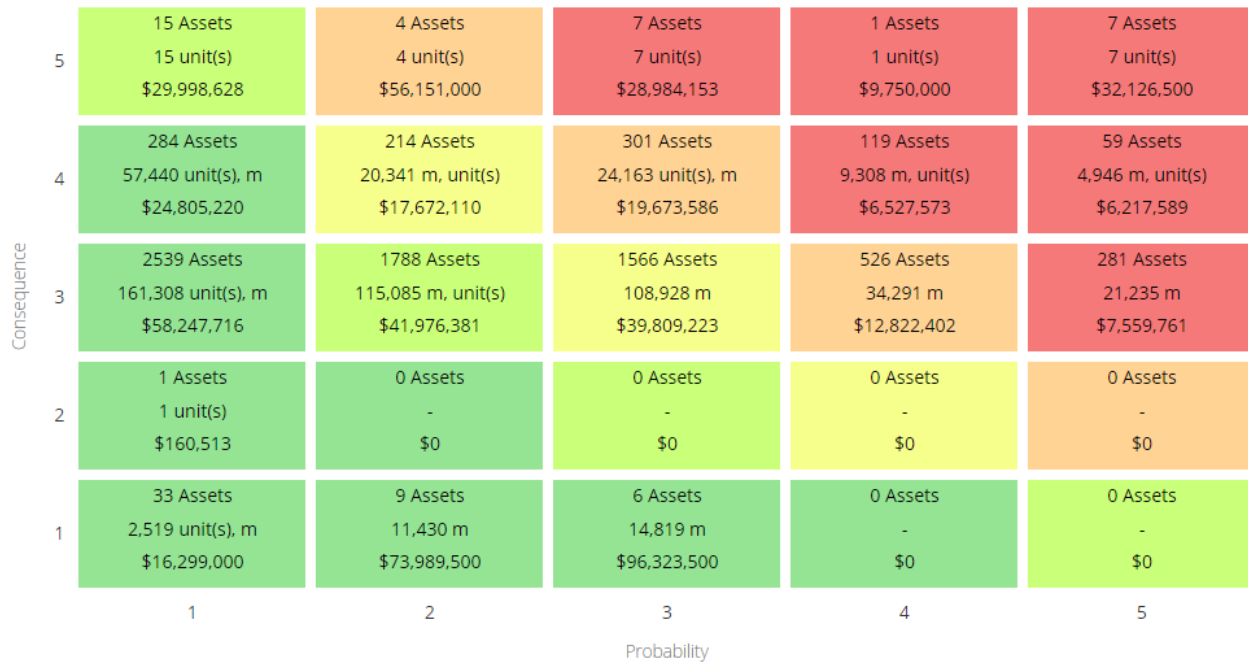 15 Assets
15 unit(s)
$29,998,628
4 Assets
4 unit(s)
$56,151,000
7 Assets
7 unit(s)
$28,984,153
1 Assets
1 unit(s)
$9,750,000
7 Assets
7 unit(s)
$32,126,500
5
284 Assets
57,440 unit(s), m
$24,805,220
214 Assets
20,341 m, unit(s)
$17,672,110
301 Assets
24,163 unit(s), m
$19,673,586
119 Assets
9,308 m, unit(s)
$6,527,573
59 Assets
4,946 m, unit(s)
$6,217,589
4
Consequence
2539 Assets
161,308 unit(s), m
$58,247,716
1788 Assets
115,085 m, unit(s)
$41,976,381
1566 Assets
108,928 m
$39,809,223
526 Assets
34,291 m
$12,822,402
281 Assets
21,235 m
$7,559,761
3
1 Assets
1 unit(s)
$160,513
0 Assets
-
$0
0 Assets
-
$0
0 Assets
-
$0
0 Assets
-
$0
2
33 Assets
2,519 unit(s), m
$16,299,000
9 Assets
11,430 m
$73,989,500
6 Assets
14,819 m
$96,323,500
0 Assets
-
$0
0 Assets
-
$0
1
1
2
3
4
5
Probability